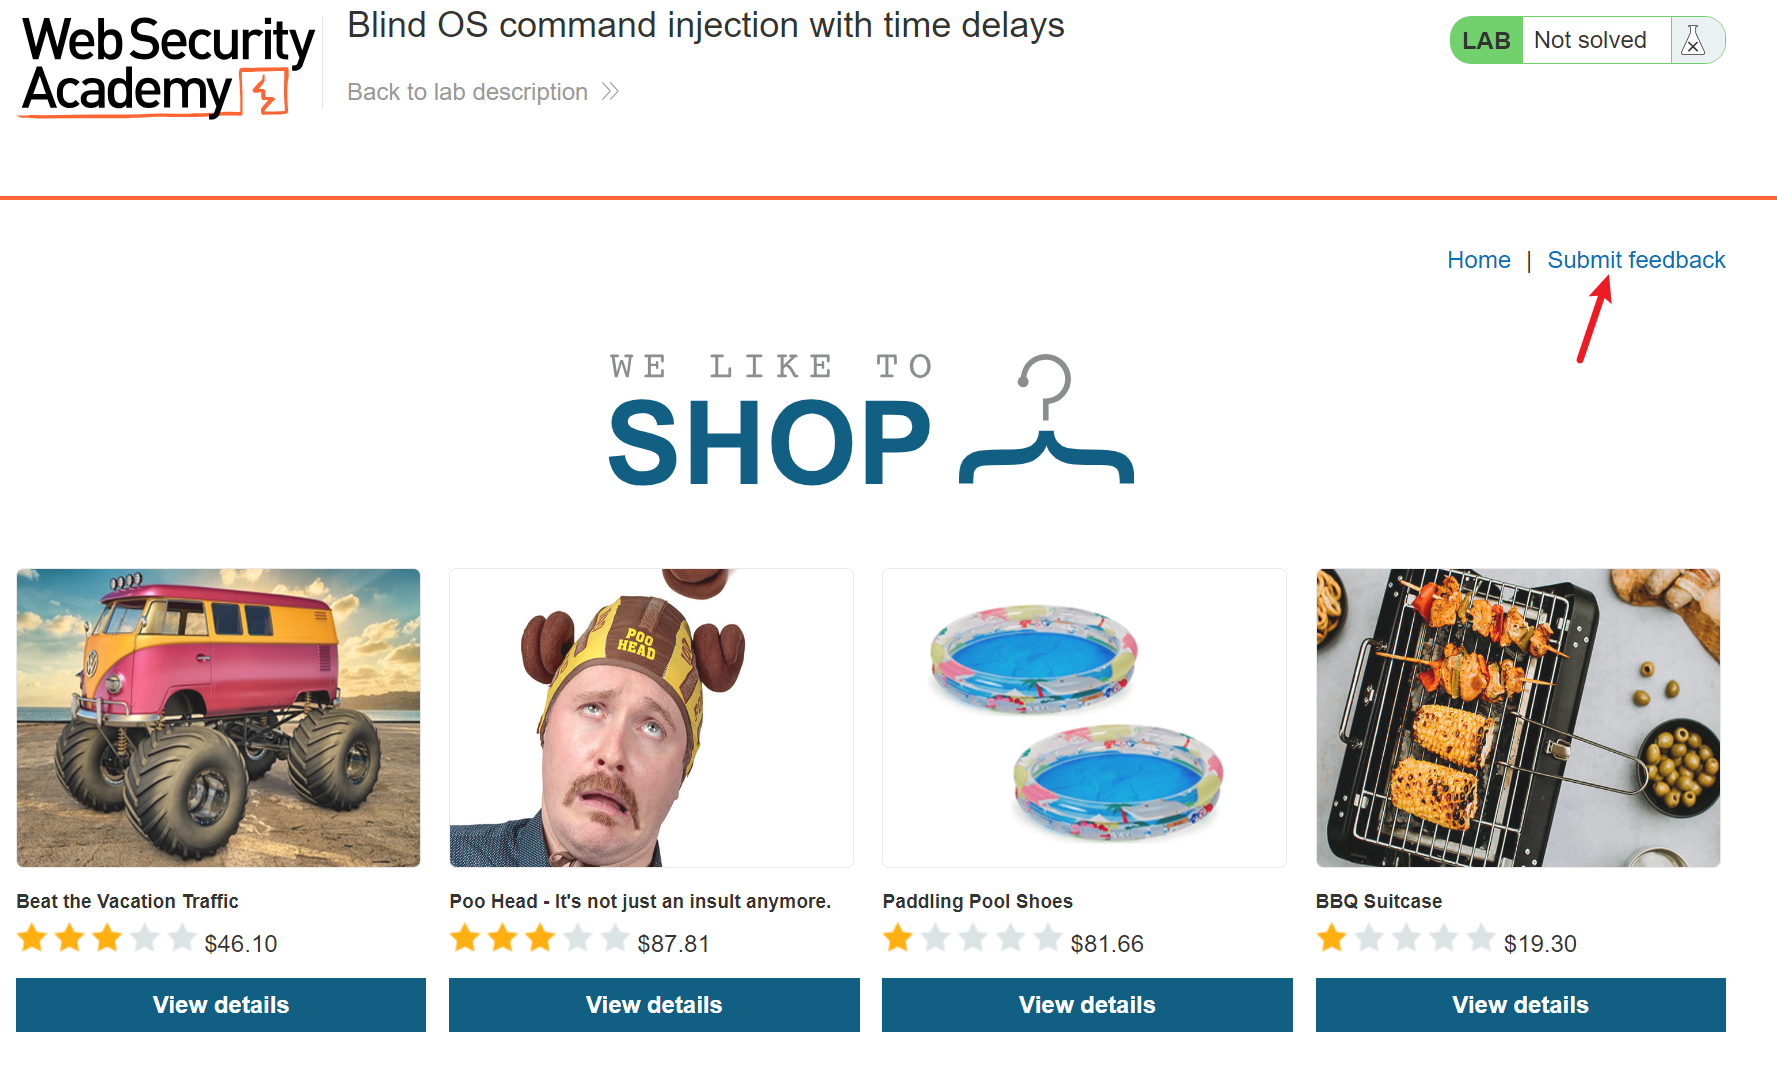 Web Security
Academy
Blind OS command injection with time delays
Back to lab description
LAB Not solved
Home | Submit feedback
WE LIKE TO
SHOP
POO
HEAD
Beat the Vacation Traffic
$46.10
View details
Poo Head - It's not just an insult anymore.
$87.81
View details
Paddling Pool Shoes
$81.66
View details
BBQ Suitcase
$19.30
View details